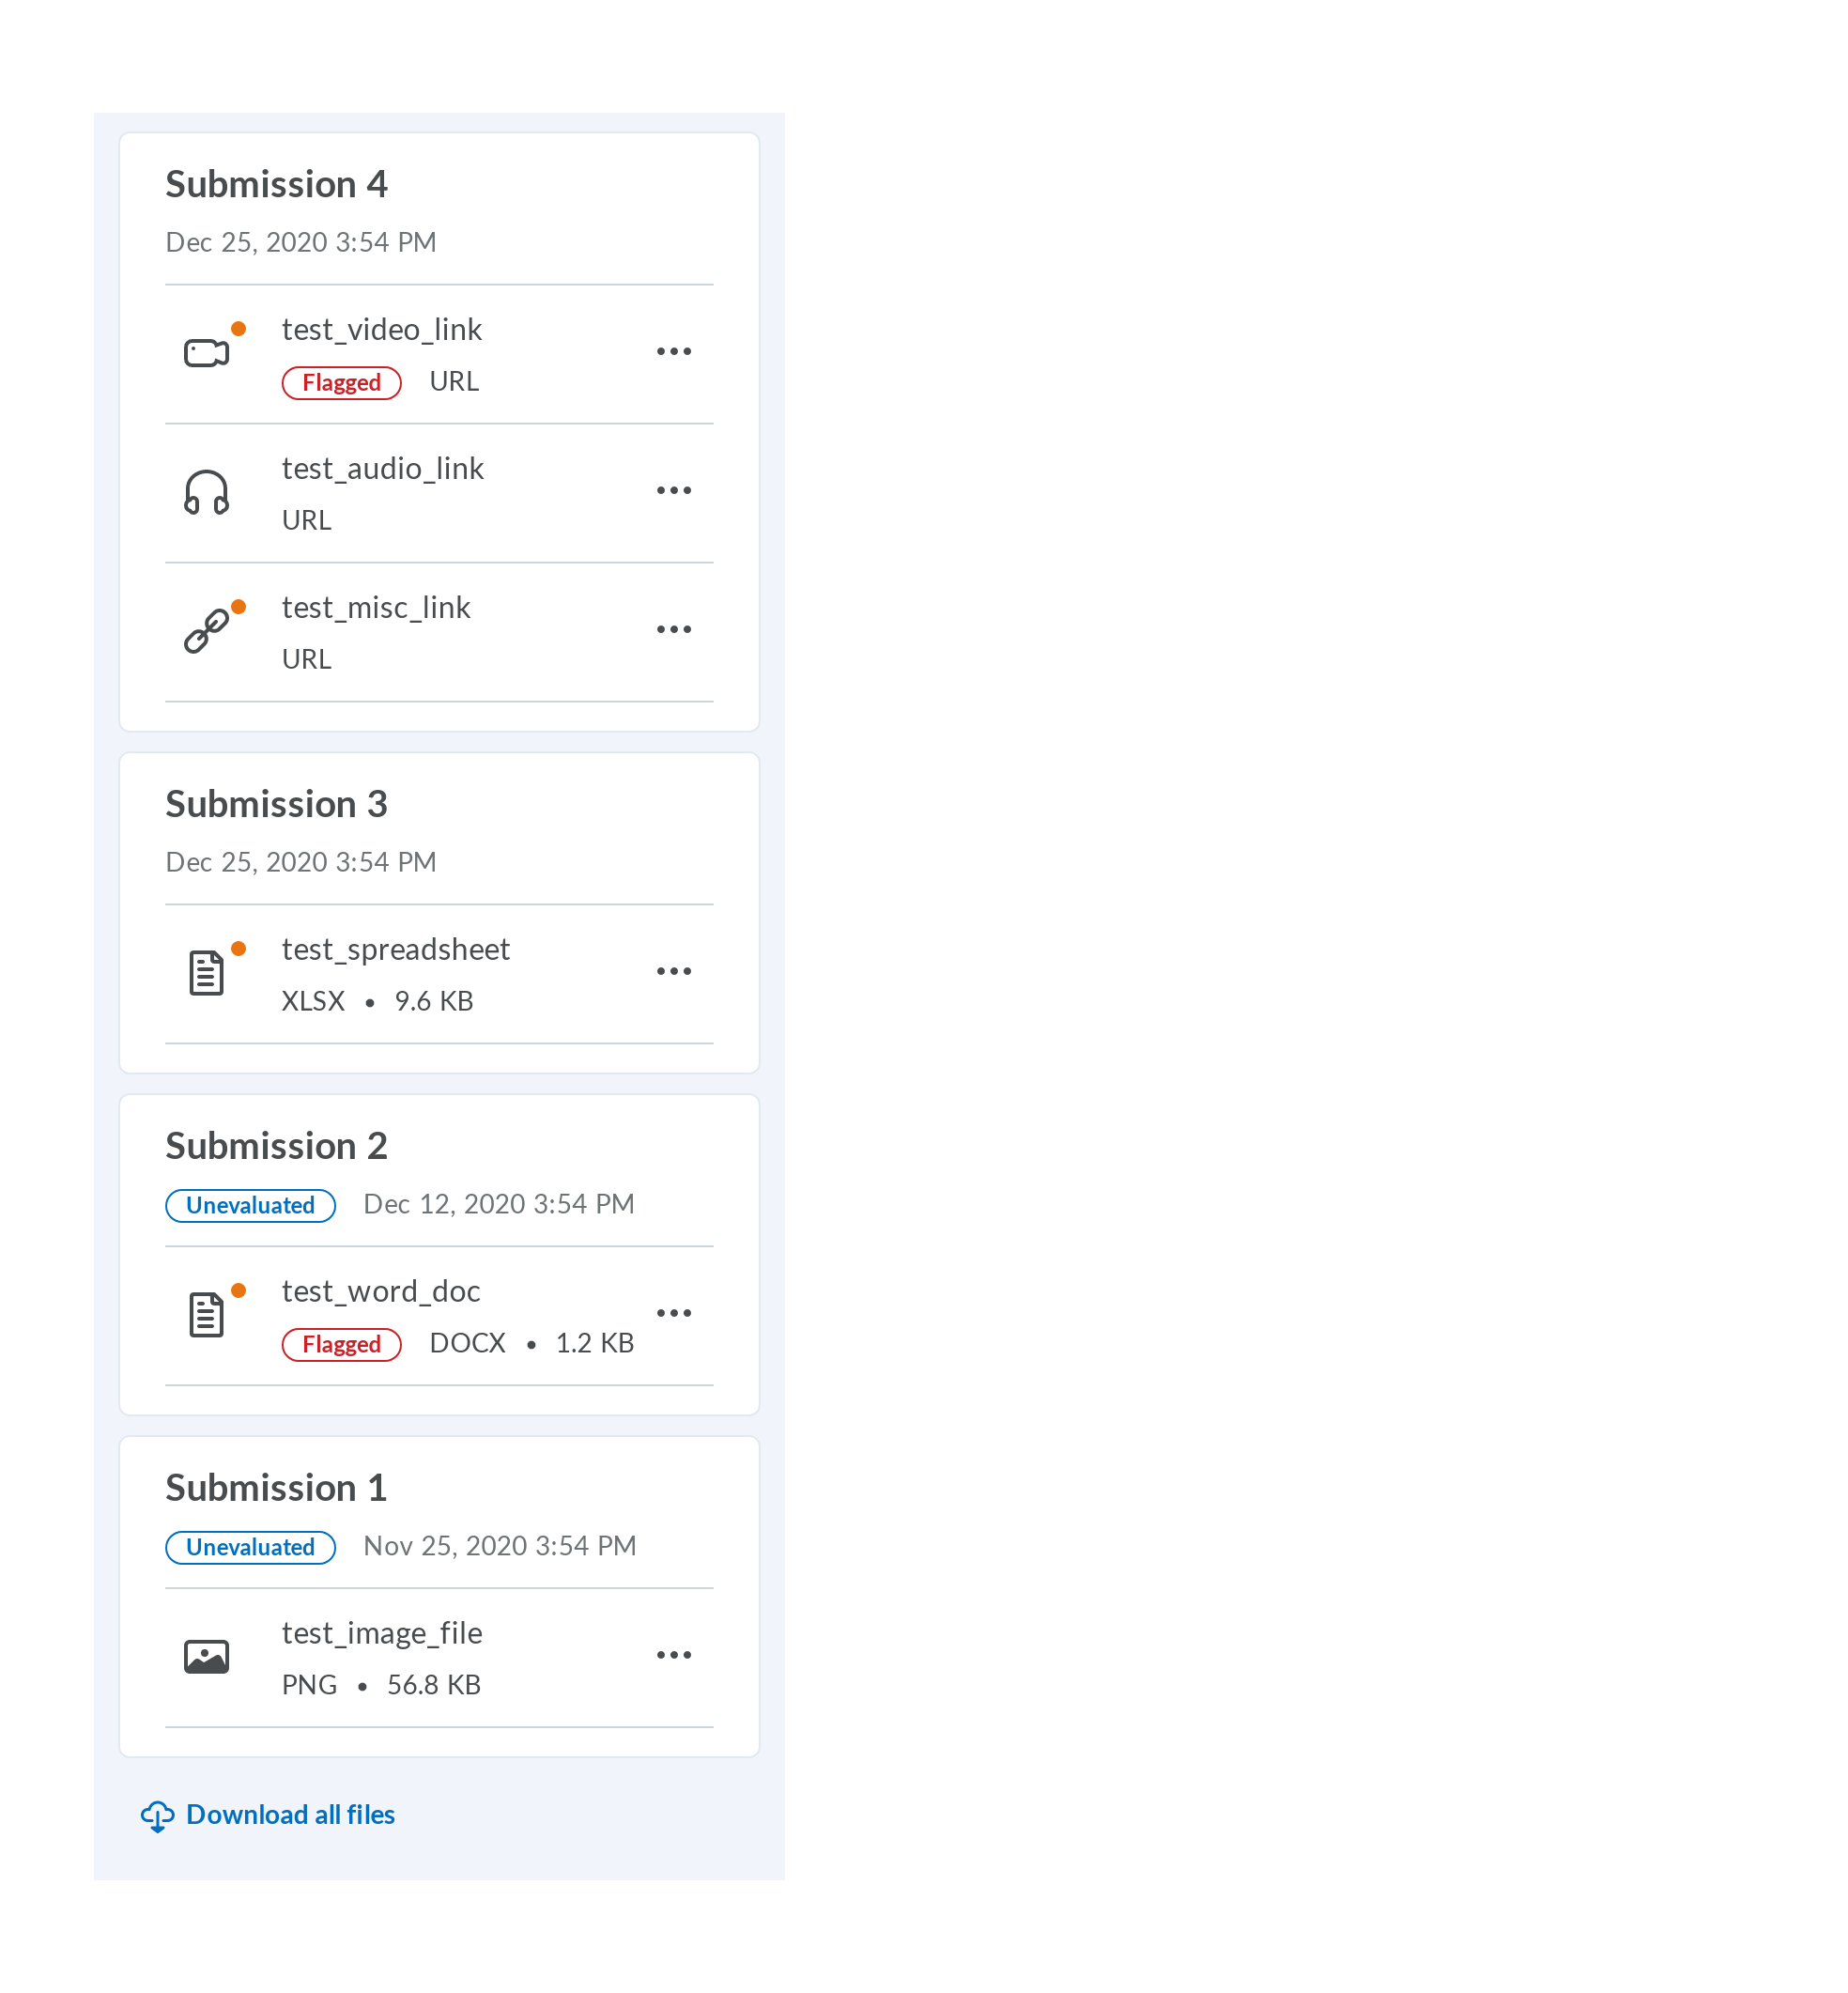 Submission 4
Dec 25, 2020 3:54 PM
test_video_link
Flagged URL
test_audio_link
URL
test_misc_link
URL
Submission 3
Dec 25, 2020 3:54 PM
test_spreadsheet
XLSX • 9.6 KB
Submission 2
Unevaluated Dec 12, 2020 3:54 PM
test_word_doc
Flagged DOCX • 1.2 KB
Submission 1
Unevaluated Nov 25, 2020 3:54 PM
test_image_file
PNG • 56.8 KB
Download all files